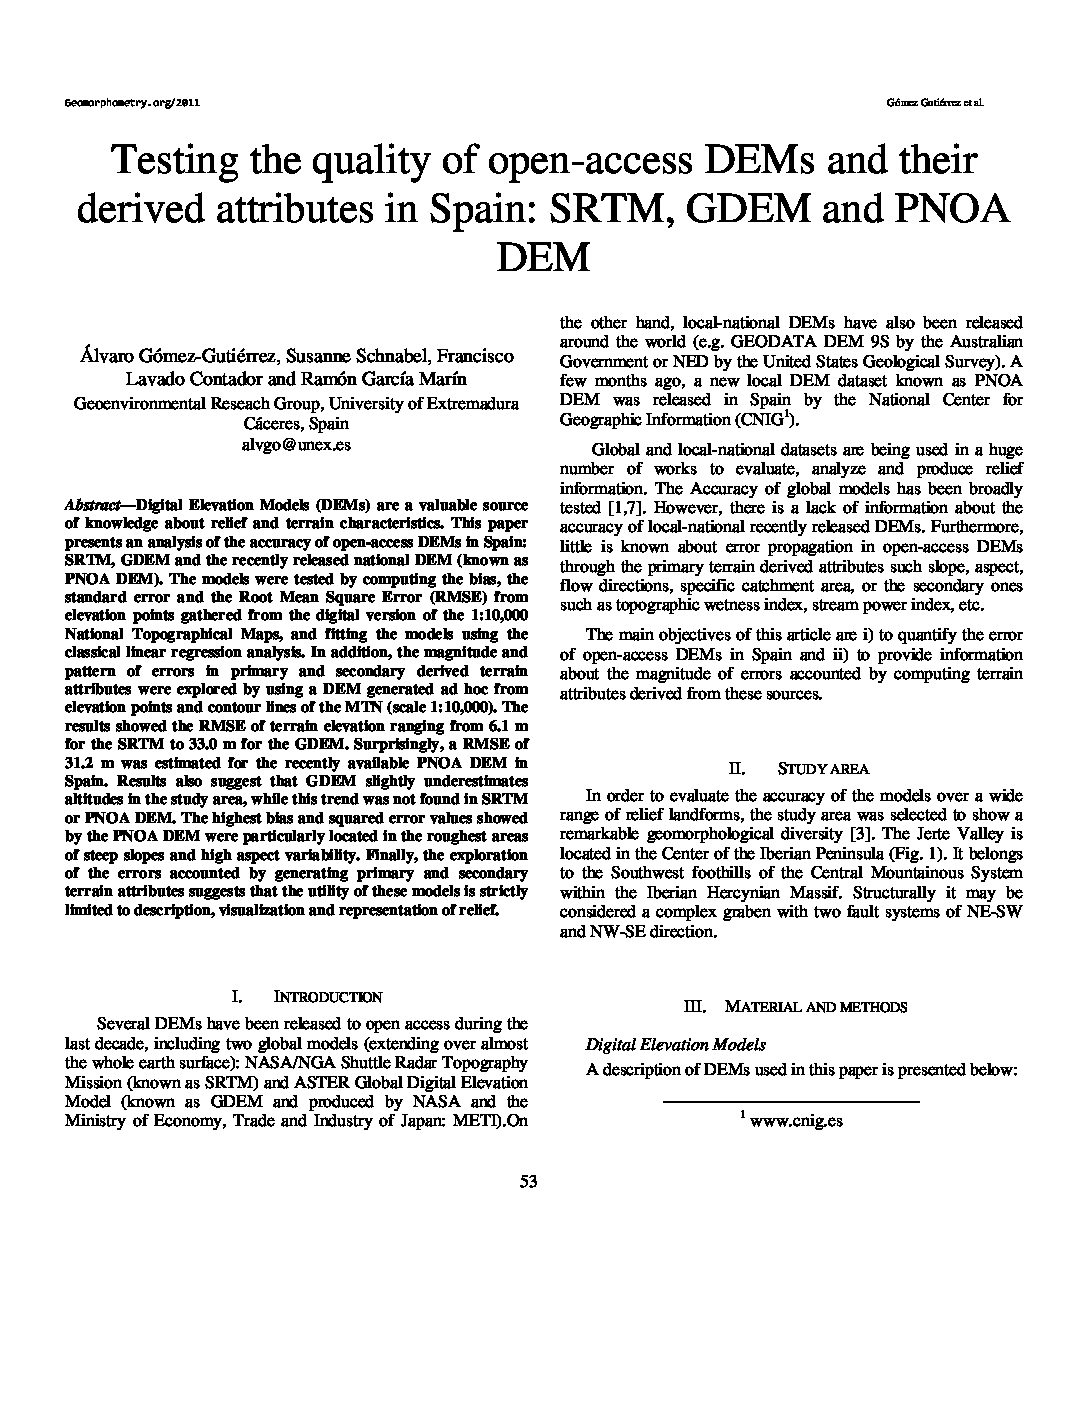 Geomorphometry.org/2011
Gómez Gutiérrez et al.
Testing the quality of open-access DEMs and their
derived attributes in Spain: SRTM, GDEM and PNOA
DEM
Álvaro Gómez-Gutiérrez, Susanne Schnabel, Francisco
Lavado Contador and Ramón García Marín
Geoenvironmental Reseach Group, University of Extremadura
Cáceres, Spain
alvgo@unex.es
Abstract—Digital Elevation Models (DEMs) are a valuable source
of knowledge about relief and terrain characteristics. This paper
presents an analysis of the accuracy of open-access DEMs in Spain:
SRTM, GDEM and the recently released national DEM (known as
PNOA DEM). The models were tested by computing the bias, the
standard error and the Root Mean Square Error (RMSE) from
elevation points gathered from the digital version of the 1:10,000
National Topographical Maps, and fitting the models using the
classical linear regression analysis. In addition, the magnitude and
pattern of errors in primary and secondary derived terrain
attributes were explored by using a DEM generated ad hoc from
elevation points and contour lines of the MTN (scale 1:10,000). The
results showed the RMSE of terrain elevation ranging from 6.1 m
for the SRTM to 33.0 m for the GDEM. Surprisingly, a RMSE of
31.2 m was estimated for the recently available PNOA DEM in
Spain. Results also suggest that GDEM slightly underestimates
altitudes in the study area, while this trend was not found in SRTM
or PNOA DEM. The highest bias and squared error values showed
by the PNOA DEM were particularly located in the roughest areas
of steep slopes and high aspect variability. Finally, the exploration
of the errors accounted by generating primary and secondary
terrain attributes suggests that the utility of these models is strictly
limited to description, visualization and representation of relief.
I. INTRODUCTION
Several DEMs have been released to open access during the
last decade, including two global models (extending over almost
the whole earth surface): NASA/NGA Shuttle Radar Topography
Mission (known as SRTM) and ASTER Global Digital Elevation
Model (known as GDEM and produced by NASA and the
Ministry of Economy, Trade and Industry of Japan: METI).On
the other hand, local-national DEMs have also been released
around the world (e.g. GEODATA DEM 9S by the Australian
Government or NED by the United States Geological Survey). A
few months ago, a new local DEM dataset known as PNOA
DEM was released in Spain by the National Center for
Geographic Information (CNIG1).
Global and local-national datasets are being used in a huge
number of works to evaluate, analyze and produce relief
information. The Accuracy of global models has been broadly
tested [1,7]. However, there is a lack of information about the
accuracy of local-national recently released DEMs. Furthermore,
little is known about error propagation in open-access DEMs
through the primary terrain derived attributes such slope, aspect,
flow directions, specific catchment area, or the secondary ones
such as topographic wetness index, stream power index, etc.
The main objectives of this article are i) to quantify the error
of open-access DEMs in Spain and ii) to provide information
about the magnitude of errors accounted by computing terrain
attributes derived from these sources.
II. STUDY AREA
In order to evaluate the accuracy of the models over a wide
range of relief landforms, the study area was selected to show a
remarkable geomorphological diversity [3]. The Jerte Valley is
located in the Center of the Iberian Peninsula (Fig. 1). It belongs
to the Southwest foothills of the Central Mountainous System
within the Iberian Hercynian Massif. Structurally it may be
considered a complex graben with two fault systems of NE-SW
and NW-SE direction.
III. MATERIAL AND METHODS
Digital Elevation Models
A description of DEMs used in this paper is presented below:
1 www.cnig.es
53